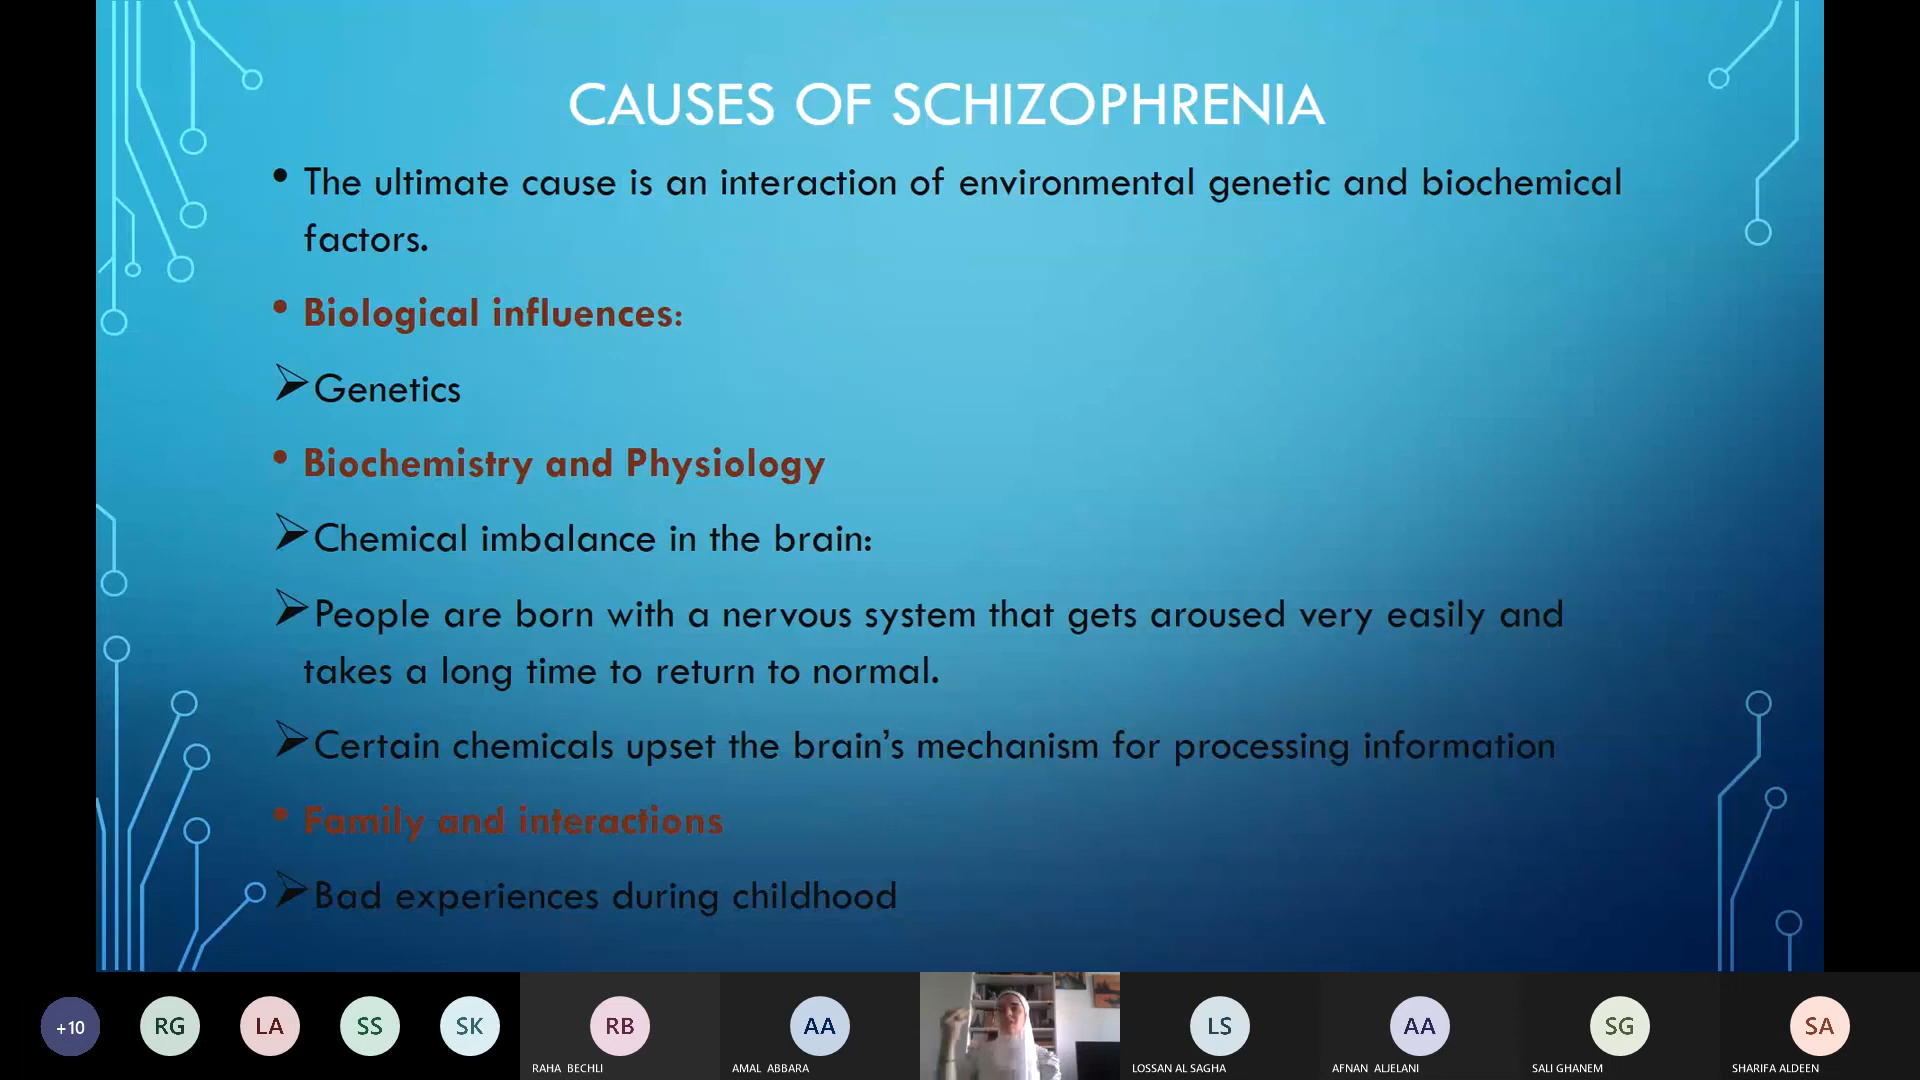 CAUSES OF SCHIZOPHRENIA
• The ultimate cause is an interaction of environmental genetic and biochemical
factors.
• Biological influences:
➢Genetics
• Biochemistry and Physiology
➢Chemical imbalance in the brain:
➢People are born with a nervous system that gets aroused very easily and
takes a long time to return to normal.
➢Certain chemicals upset the brain’s mechanism for processing information
• Family and interactions
➢Bad experiences during childhood
+10 RG LA SS SK RB AA LS AA SG SA
RAHA BECHLI AMAL ABBARA LOSSAN AL SAGHA AFNAN ALJELANI SALI GHANEM SHARIFA ALDEEN